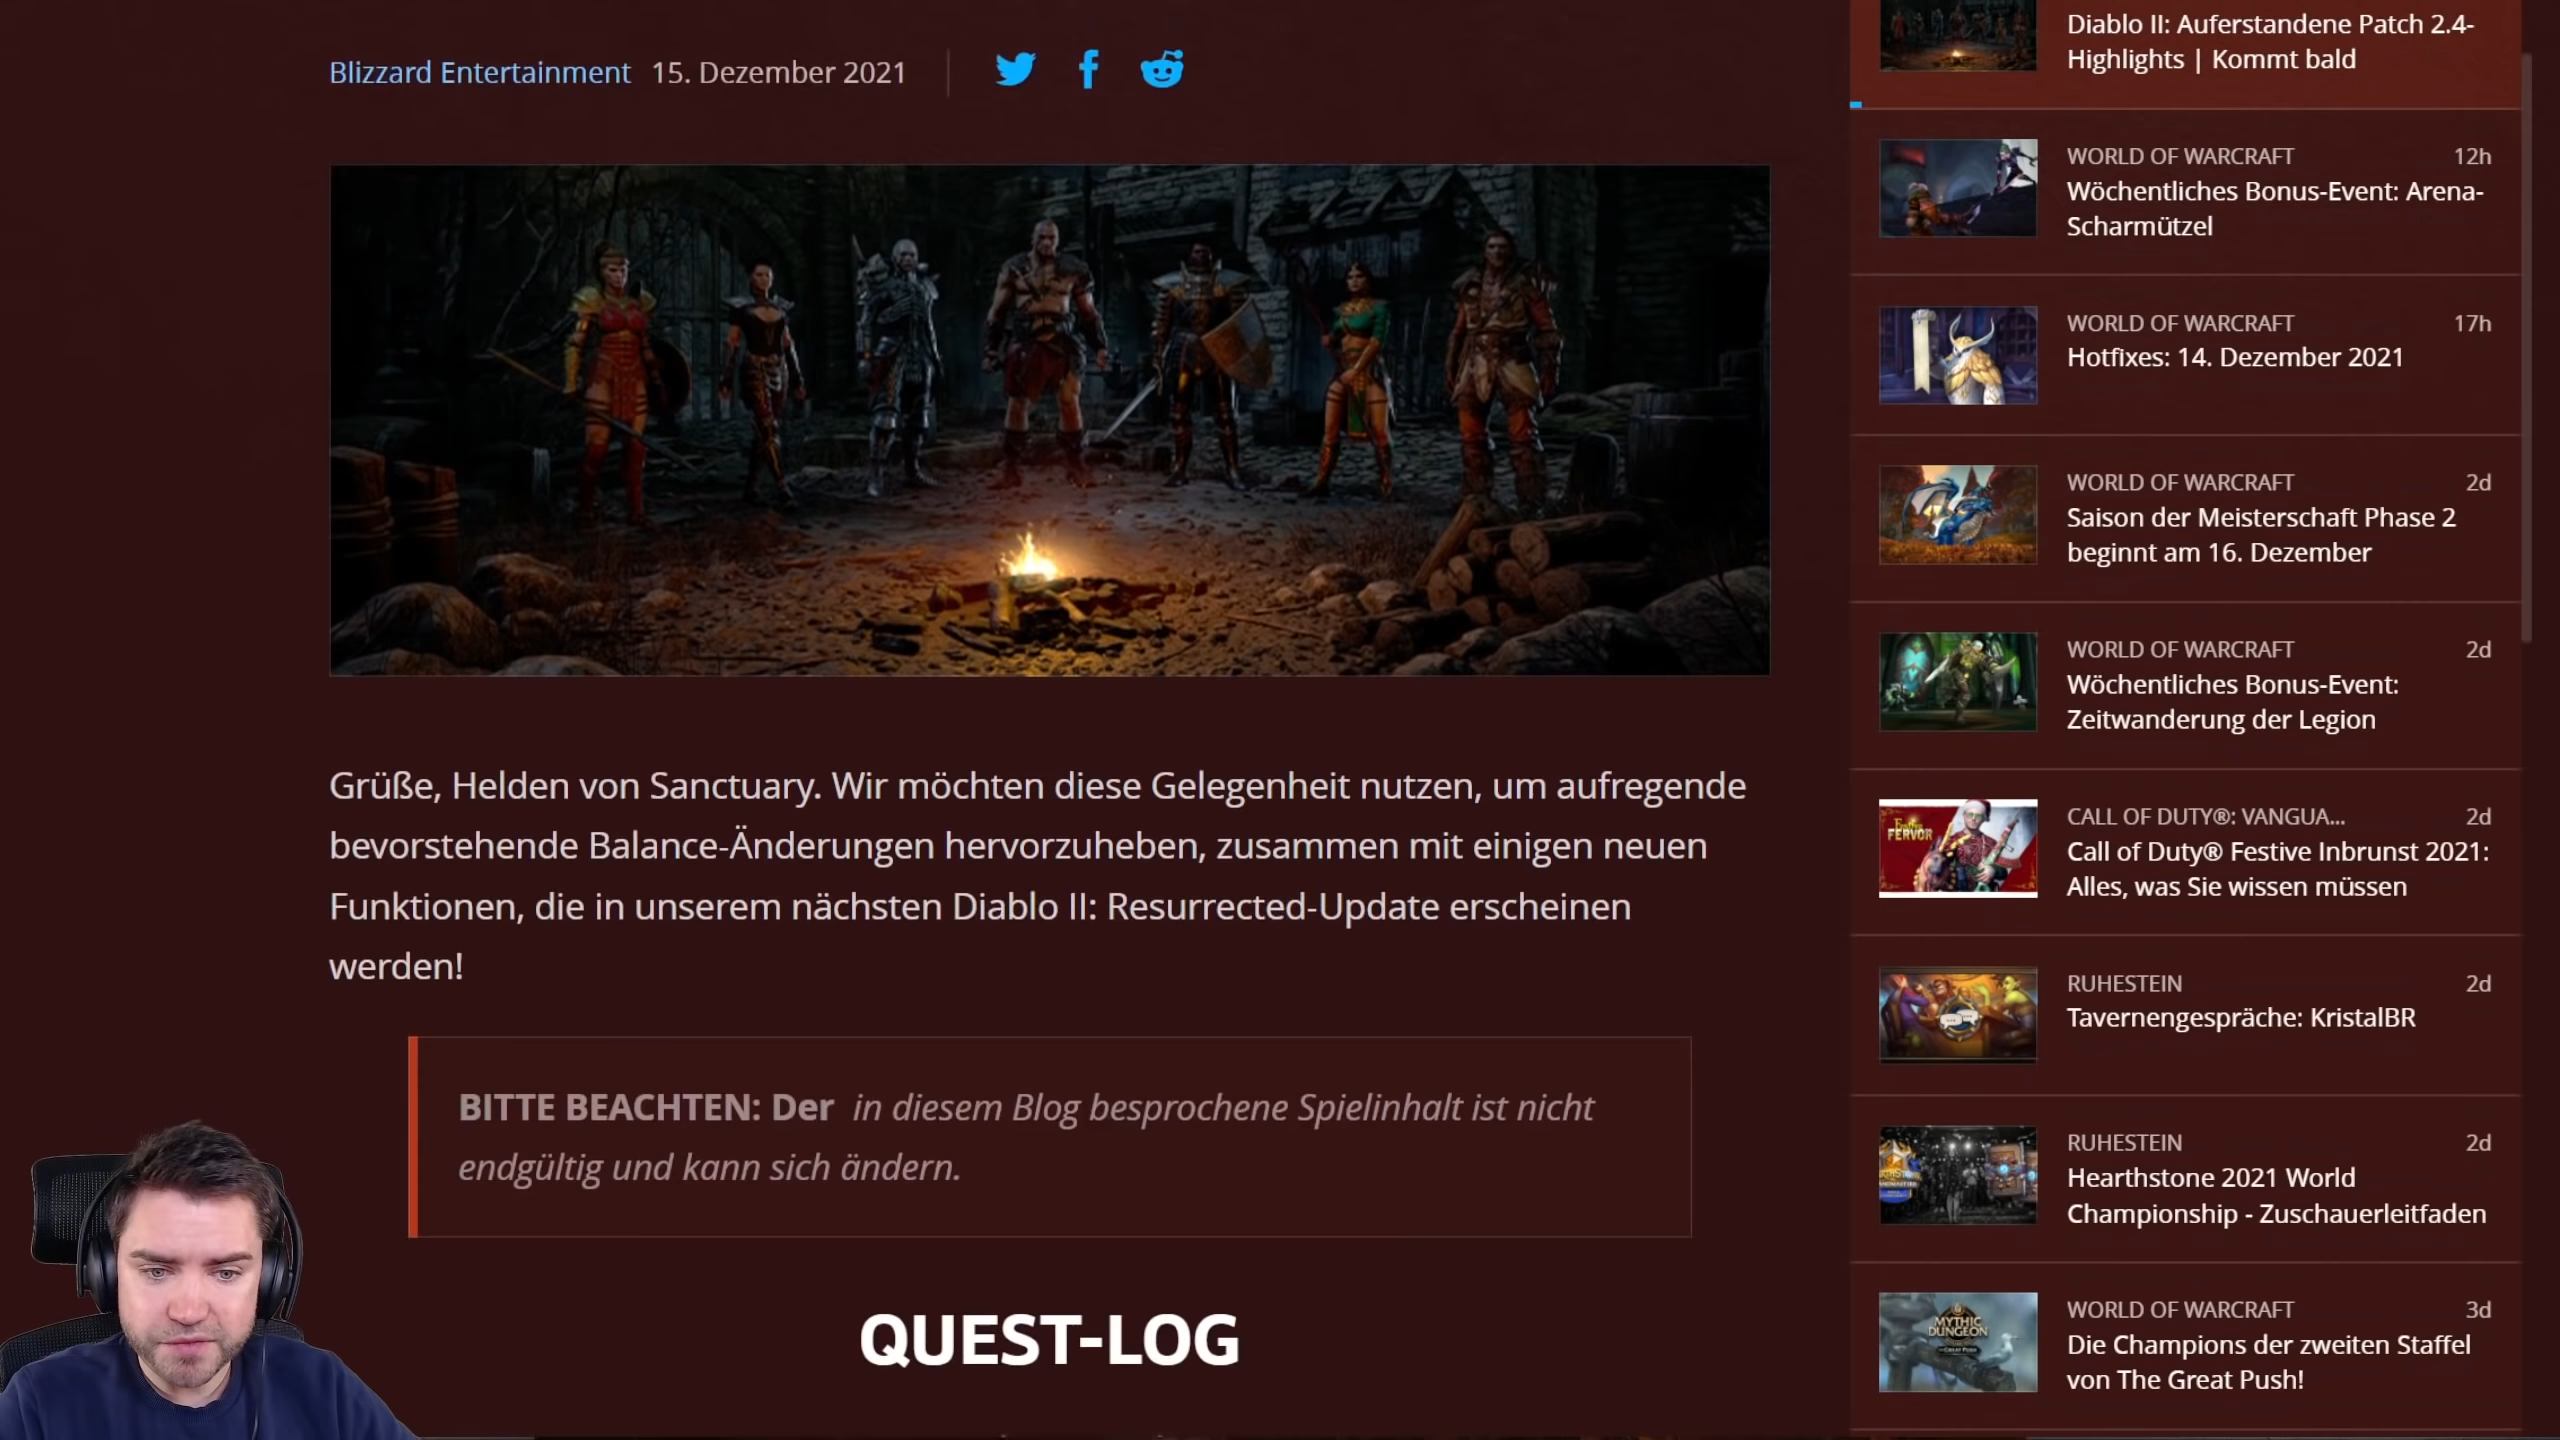 Blizzard Entertainment 15. Dezember 2021
Grüße, Helden von Sanctuary. Wir möchten diese Gelegenheit nutzen, um aufregende
bevorstehende Balance-Änderungen hervorzuheben, zusammen mit einigen neuen
Funktionen, die in unserem nächsten Diablo II: Resurrected-Update erscheinen
werden!
BITTE BEACHTEN: Der in diesem Blog besprochene Spielinhalt ist nicht
endgültig und kann sich ändern.
QUEST-LOG
Diablo II: Auferstandene Patch 2.4-
Highlights | Kommt bald
WORLD OF WARCRAFT 12h
Wöchentliches Bonus-Event: Arena-
Scharmützel
WORLD OF WARCRAFT 17h
Hotfixes: 14. Dezember 2021
WORLD OF WARCRAFT 2d
Saison der Meisterschaft Phase 2
beginnt am 16. Dezember
WORLD OF WARCRAFT 2d
Wöchentliches Bonus-Event:
Zeitwanderung der Legion
FERVOR
CALL OF DUTY®: VANGUA... 2d
Call of Duty® Festive Inbrunst 2021:
Alles, was Sie wissen müssen
RUHESTEIN 2d
Tavernengespräche: KristalBR
RUHESTEIN 2d
Hearthstone 2021 World
Championship - Zuschauerleitfaden
MYTHIC
DUNGEON
WORLD OF WARCRAFT 3d
Die Champions der zweiten Staffel
von The Great Push!